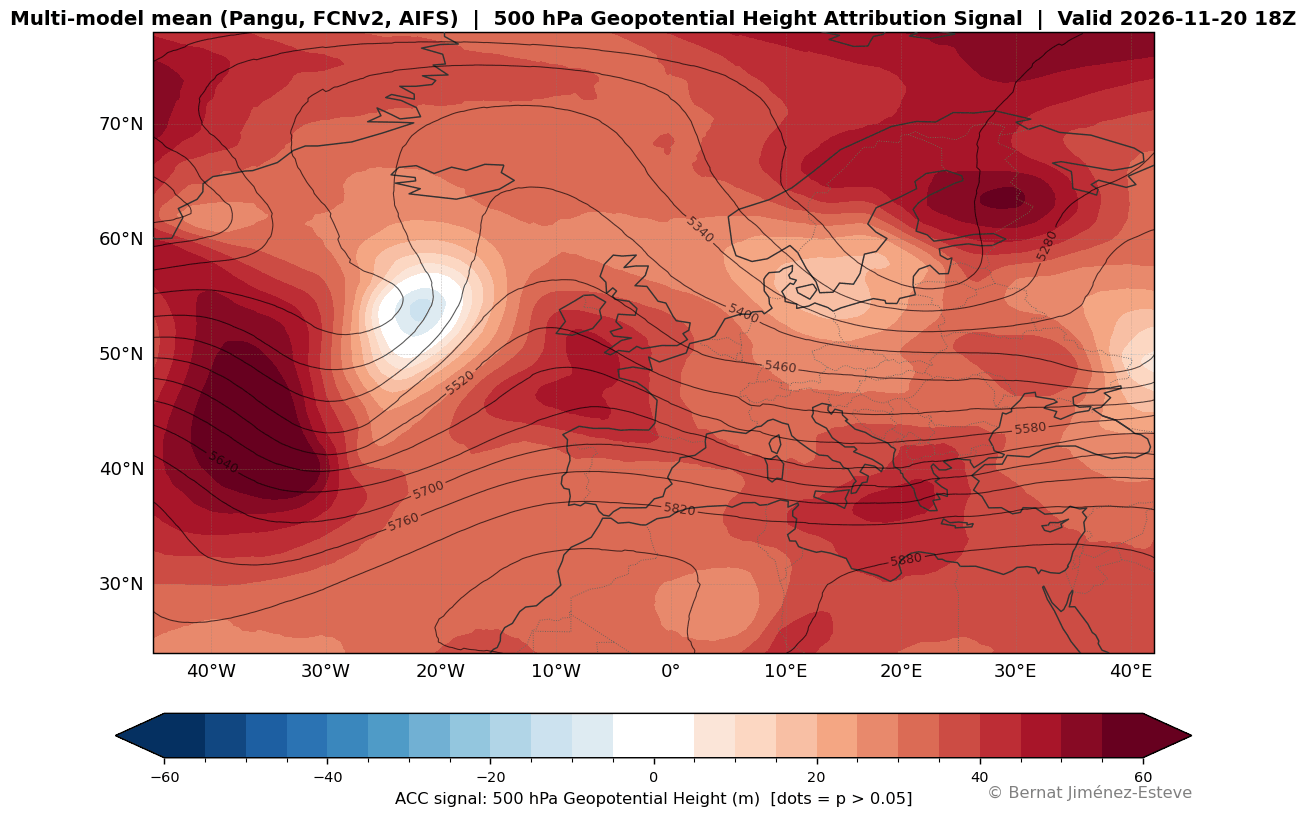 Multi-model mean (Pangu, FCNv2, AIFS) | 500 hPa Geopotential Height Attribution Signal | Valid 2026-11-20 18Z
70°N
60°N
50°N
40°N
30°N
5340
5280
5400
5460
5520
5580
5640
5700
5760
5820
5880
40°W 30°W 20°W 10°W 0° 10°E 20°E 30°E 40°E
−60 −40 −20 0 20 40 60
ACC signal: 500 hPa Geopotential Height (m) [dots = p > 0.05]
© Bernat Jiménez-Esteve